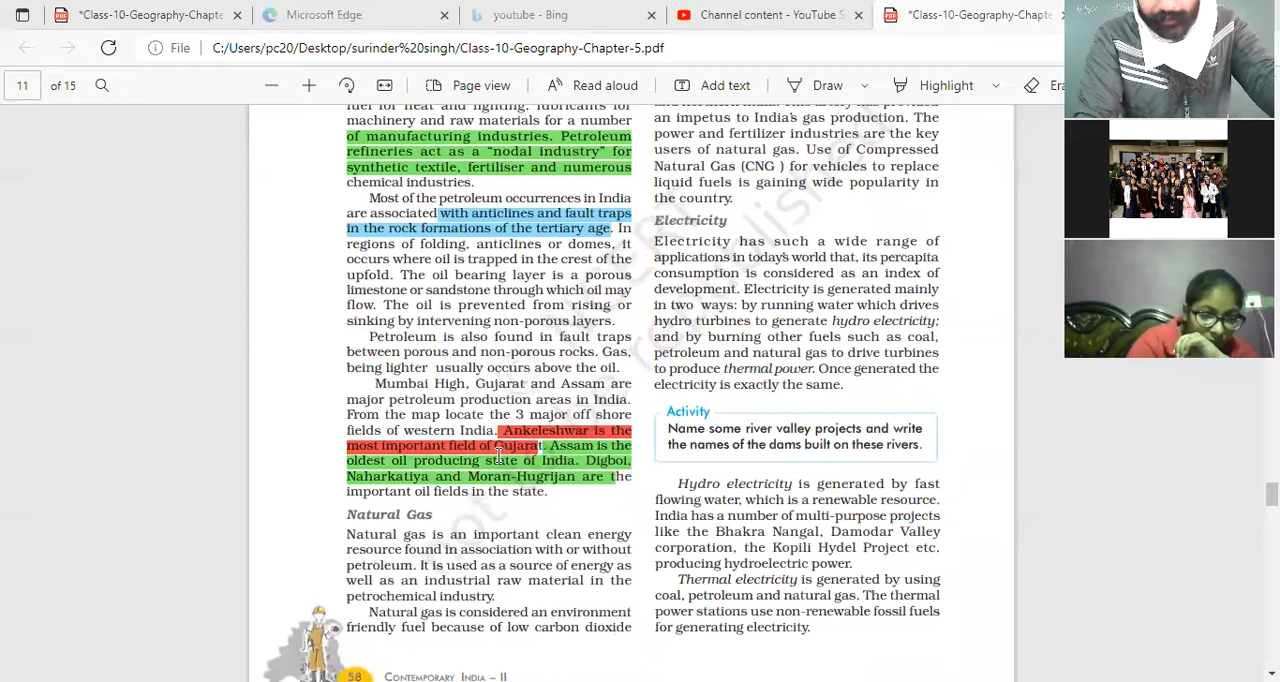 *Class-10-Geography-Chapte
Microsoft Edge
youtube - Bing
Channel content - YouTube S
*Class-10-Geography-Chapte
File
C:/Users/pc20/Desktop/surinder%20singh/Class-10-Geography-Chapter-5.pdf
11 of 15
Page view
Read aloud
Add text
Draw
Highlight
Era
fuel for heat and lighting, lubricants for
machinery and raw materials for a number
of manufacturing industries. Petroleum
refineries act as a “nodal industry” for
synthetic textile, fertiliser and numerous
chemical industries.
Most of the petroleum occurrences in India
are associated with anticlines and fault traps
in the rock formations of the tertiary age. In
regions of folding, anticlines or domes, it
occurs where oil is trapped in the crest of the
upfold. The oil bearing layer is a porous
limestone or sandstone through which oil may
flow. The oil is prevented from rising or
sinking by intervening non-porous layers.
Petroleum is also found in fault traps
between porous and non-porous rocks. Gas,
being lighter usually occurs above the oil.
Mumbai High, Gujarat and Assam are
major petroleum production areas in India.
From the map locate the 3 major off shore
fields of western India. Ankeleshwar is the
most important field of Gujarat. Assam is the
oldest oil producing state of India. Digboi,
Naharkatiya and Moran-Hugrijan are the
important oil fields in the state.
Natural Gas
Natural gas is an important clean energy
resource found in association with or without
petroleum. It is used as a source of energy as
well as an industrial raw material in the
petrochemical industry.
Natural gas is considered an environment
friendly fuel because of low carbon dioxide
58 CONTEMPORARY INDIA – II
an impetus to India's gas production. The
power and fertilizer industries are the key
users of natural gas. Use of Compressed
Natural Gas (CNG ) for vehicles to replace
liquid fuels is gaining wide popularity in
the country.
Electricity
Electricity has such a wide range of
applications in today's world that, its percapita
consumption is considered as an index of
development. Electricity is generated mainly
in two ways: by running water which drives
hydro turbines to generate hydro electricity;
and by burning other fuels such as coal,
petroleum and natural gas to drive turbines
to produce thermal power. Once generated the
electricity is exactly the same.
Activity
Name some river valley projects and write
the names of the dams built on these rivers.
Hydro electricity is generated by fast
flowing water, which is a renewable resource.
India has a number of multi-purpose projects
like the Bhakra Nangal, Damodar Valley
corporation, the Kopili Hydel Project etc.
producing hydroelectric power.
Thermal electricity is generated by using
coal, petroleum and natural gas. The thermal
power stations use non-renewable fossil fuels
for generating electricity.